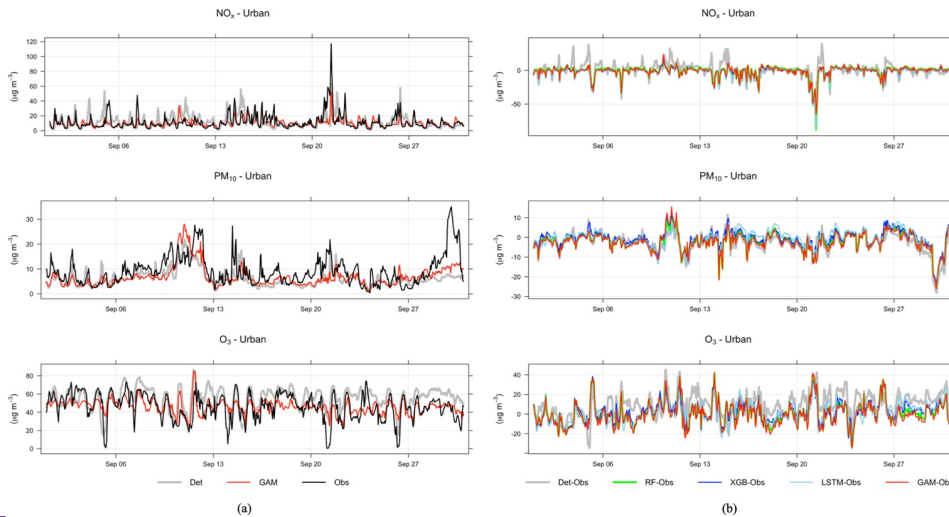 NOx - Urban
(µg m⁻³)
120
100
80
60
40
20
0
Sep 06
Sep 13
Sep 20
Sep 27
PM10 - Urban
(µg m⁻³)
30
20
10
0
Sep 06
Sep 13
Sep 20
Sep 27
O3 - Urban
(µg m⁻³)
80
60
40
20
0
Sep 06
Sep 13
Sep 20
Sep 27
Det
GAM
Obs
(a)
NOx - Urban
(µg m⁻³)
0
-50
Sep 06
Sep 13
Sep 20
Sep 27
PM10 - Urban
(µg m⁻³)
10
0
-10
-20
-30
Sep 06
Sep 13
Sep 20
Sep 27
O3 - Urban
(µg m⁻³)
40
20
0
-20
Sep 06
Sep 13
Sep 20
Sep 27
Det-Obs
RF-Obs
XGB-Obs
LSTM-Obs
GAM-Ob
(b)